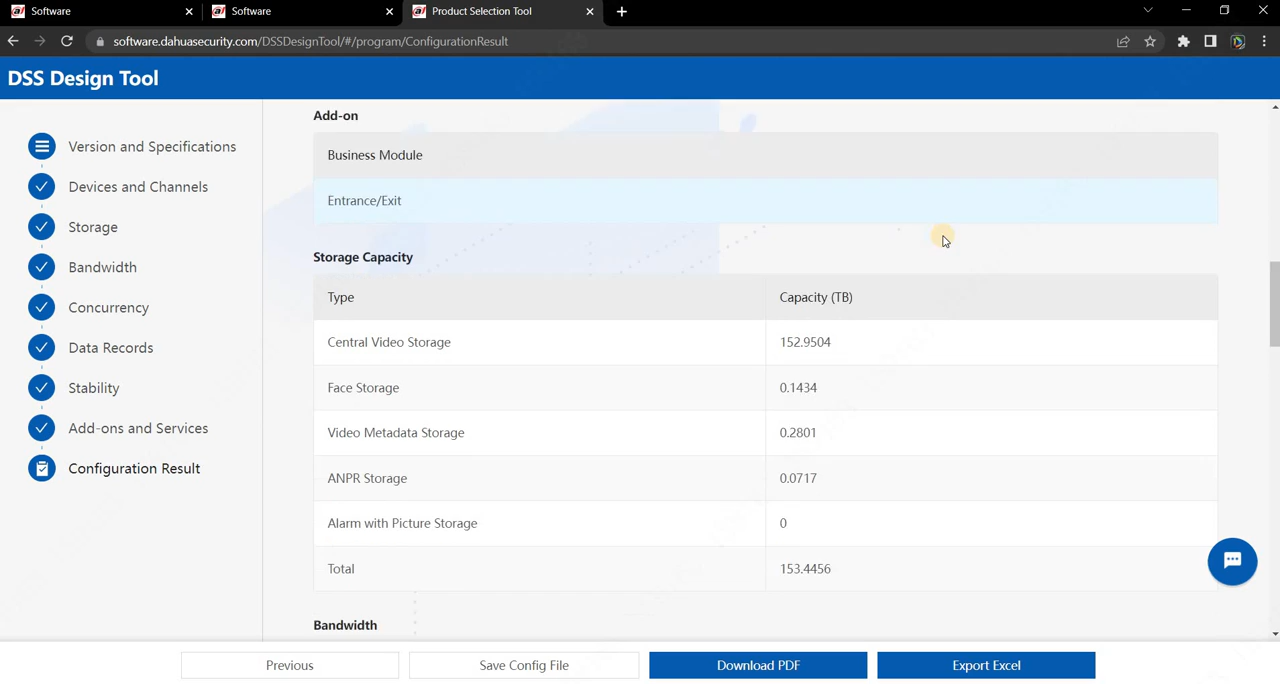 Software
Software
Product Selection Tool
software.dahuasecurity.com/DSSDesignTool/#/program/ConfigurationResult
DSS Design Tool
Version and Specifications
Devices and Channels
Storage
Bandwidth
Concurrency
Data Records
Stability
Add-ons and Services
Configuration Result
Add-on
Business Module
Entrance/Exit
Storage Capacity
Type Capacity (TB)
Central Video Storage 152.9504
Face Storage 0.1434
Video Metadata Storage 0.2801
ANPR Storage 0.0717
Alarm with Picture Storage 0
Total 153.4456
Bandwidth
Previous Save Config File Download PDF Export Excel